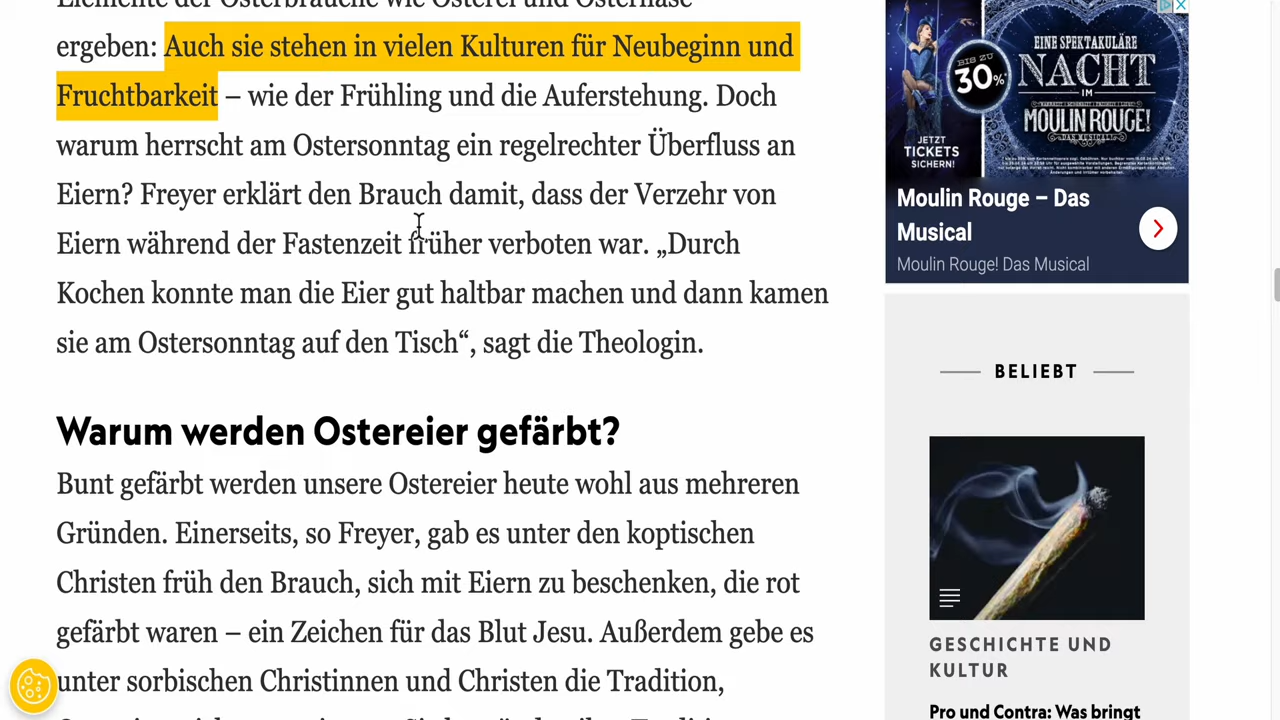 Elemente der Osterbräuche wie Osterei und Osterhase
ergeben: Auch sie stehen in vielen Kulturen für Neubeginn und
Fruchtbarkeit – wie der Frühling und die Auferstehung. Doch
warum herrscht am Ostersonntag ein regelrechter Überfluss an
Eiern? Freyer erklärt den Brauch damit, dass der Verzehr von
Eiern während der Fastenzeit früher verboten war. „Durch
Kochen konnte man die Eier gut haltbar machen und dann kamen
sie am Ostersonntag auf den Tisch“, sagt die Theologin.
Warum werden Ostereier gefärbt?
Bunt gefärbt werden unsere Ostereier heute wohl aus mehreren
Gründen. Einerseits, so Freyer, gab es unter den koptischen
Christen früh den Brauch, sich mit Eiern zu beschenken, die rot
gefärbt waren – ein Zeichen für das Blut Jesu. Außerdem gebe es
unter sorbischen Christinnen und Christen die Tradition,
EINE SPEKTAKULÄRE
NACHT
IM
MOULIN ROUGE!
DAS MUSICAL
BIS ZU
30%
JETZT
TICKETS
SICHERN!
Moulin Rouge – Das
Musical
Moulin Rouge! Das Musical
BELIEBT
GESCHICHTE UND
KULTUR
Pro und Contra: Was bringt